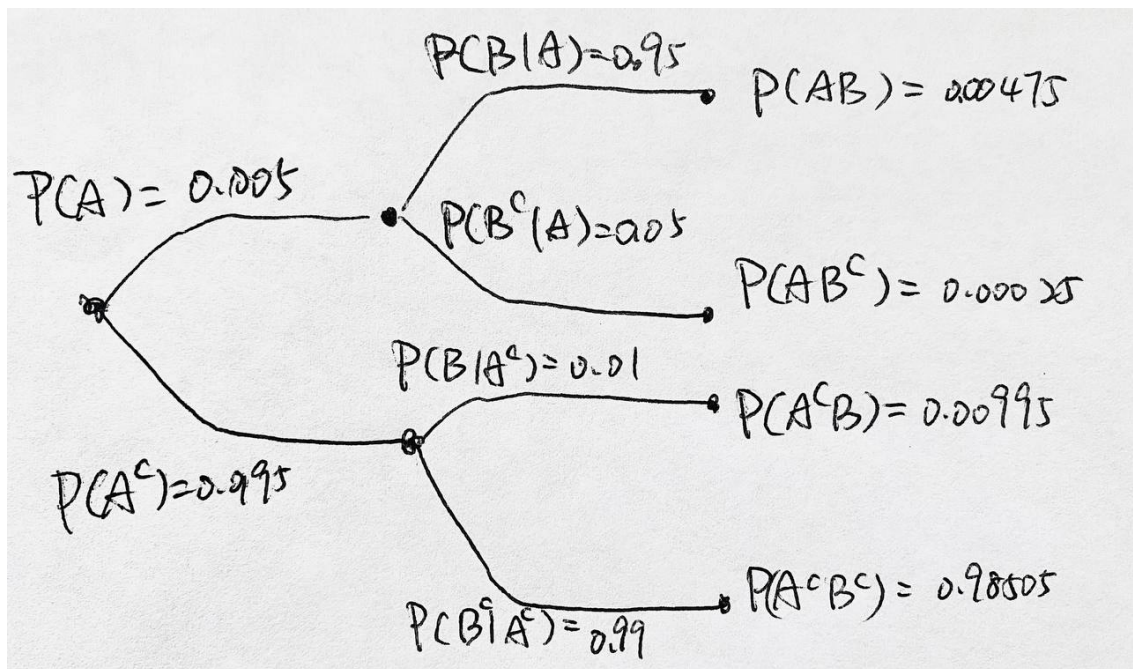 P(B|A)=0.95
P(AB) = 0.00475
P(A) = 0.005
P(B^c|A)=0.05
P(AB^c) = 0.00025
P(B|A^c)=0.01
P(A^cB) = 0.00995
P(A^c)=0.995
P(A^cB^c) = 0.98505
P(B^c|A^c)=0.99